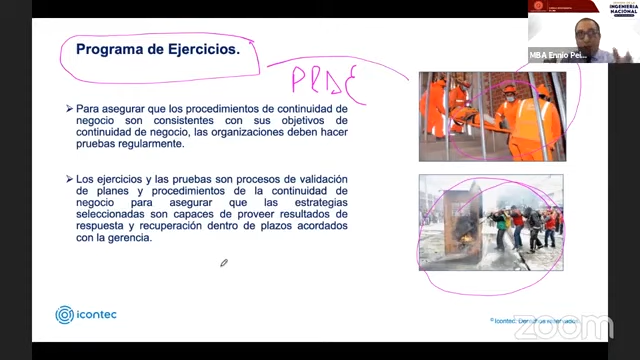 INGENIERIA
NACIONAL
MBA Ennio Pel
Programa de Ejercicios.
➢ Para asegurar que los procedimientos de continuidad de
negocio son consistentes con sus objetivos de
continuidad de negocio, las organizaciones deben hacer
pruebas regularmente.
➢ Los ejercicios y las pruebas son procesos de validación
de planes y procedimientos de la continuidad de
negocio para asegurar que las estrategias
seleccionadas son capaces de proveer resultados de
respuesta y recuperación dentro de plazos acordados
con la gerencia.
icontec
zoom